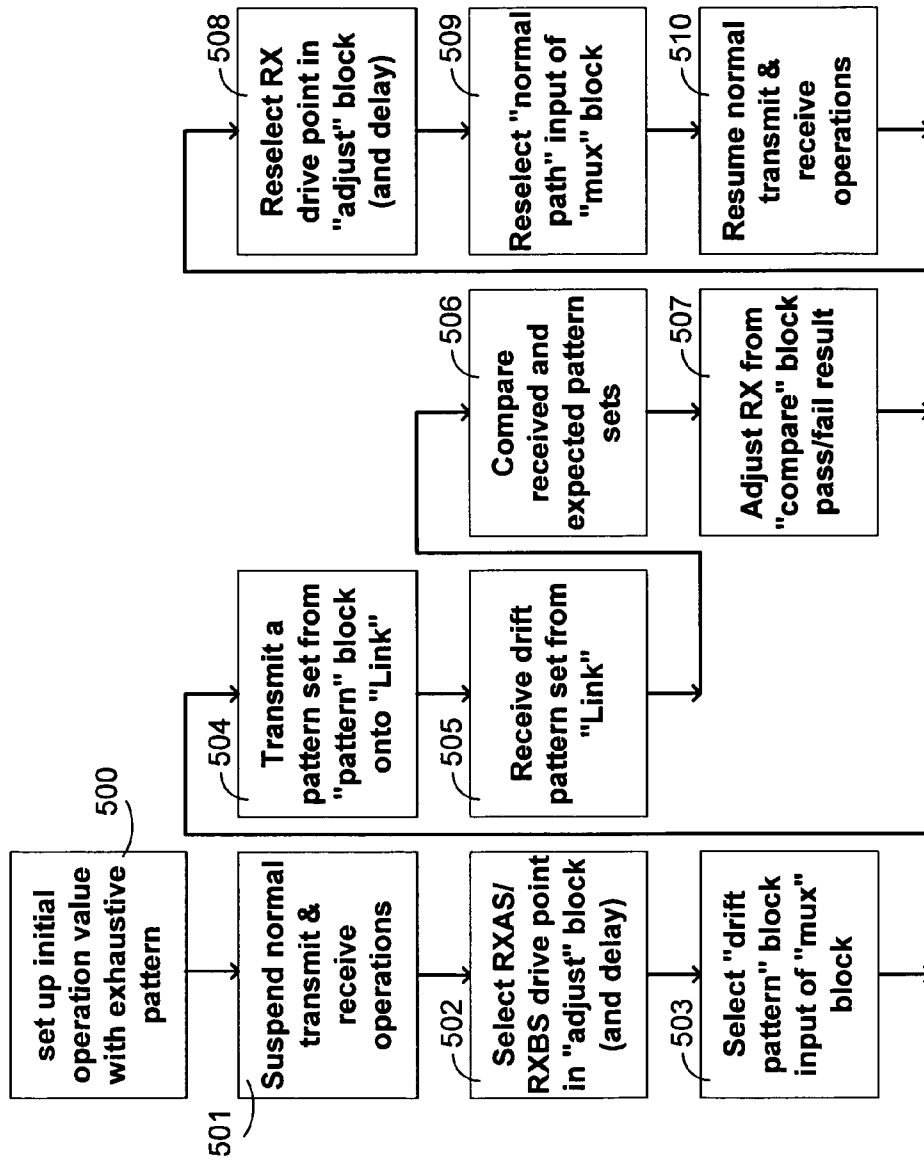 500
set up initial
operation value
with exhaustive
pattern
501
Suspend normal
transmit &
receive
operations
502
Select RXAS/
RXBS drive point
in "adjust" block
(and delay)
503
Select "drift
pattern" block
input of "mux"
block
504
Transmit a
pattern set from
"pattern" block
onto "Link"
505
Receive drift
pattern set from
"Link"
506
Compare
received and
expected pattern
sets
507
Adjust RX from
"compare" block
pass/fail result
508
Reselect RX
drive point in
"adjust" block
(and delay)
509
Reselect "normal
path" input of
"mux" block
510
Resume normal
transmit &
receive
operations